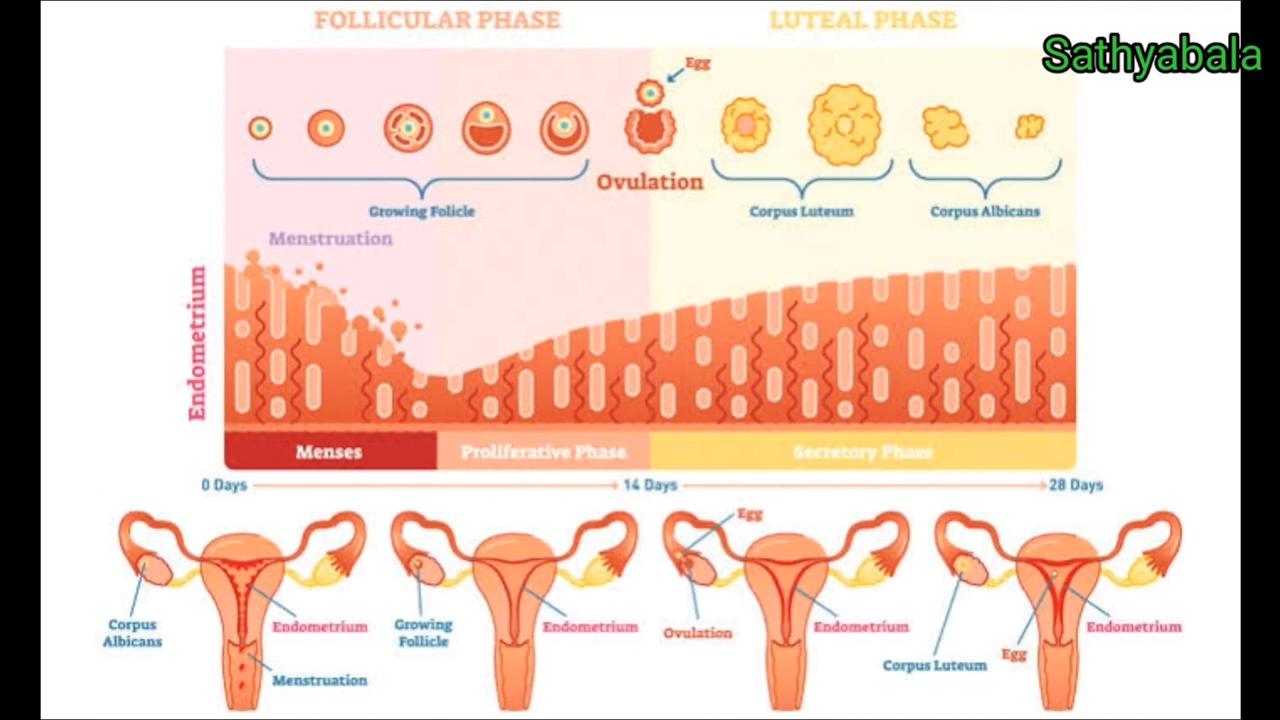 FOLLICULAR PHASE
LUTEAL PHASE
Sathyabala
Egg
Ovulation
Growing Folicle
Corpus Luteum
Corpus Albicans
Menstruation
Endometrium
Menses
Proliferative Phase
Secretory Phase
0 Days
14 Days
28 Days
Corpus
Albicans
Endometrium
Menstruation
Growing
Follicle
Endometrium
Egg
Ovulation
Endometrium
Corpus Luteum
Egg
Endometrium